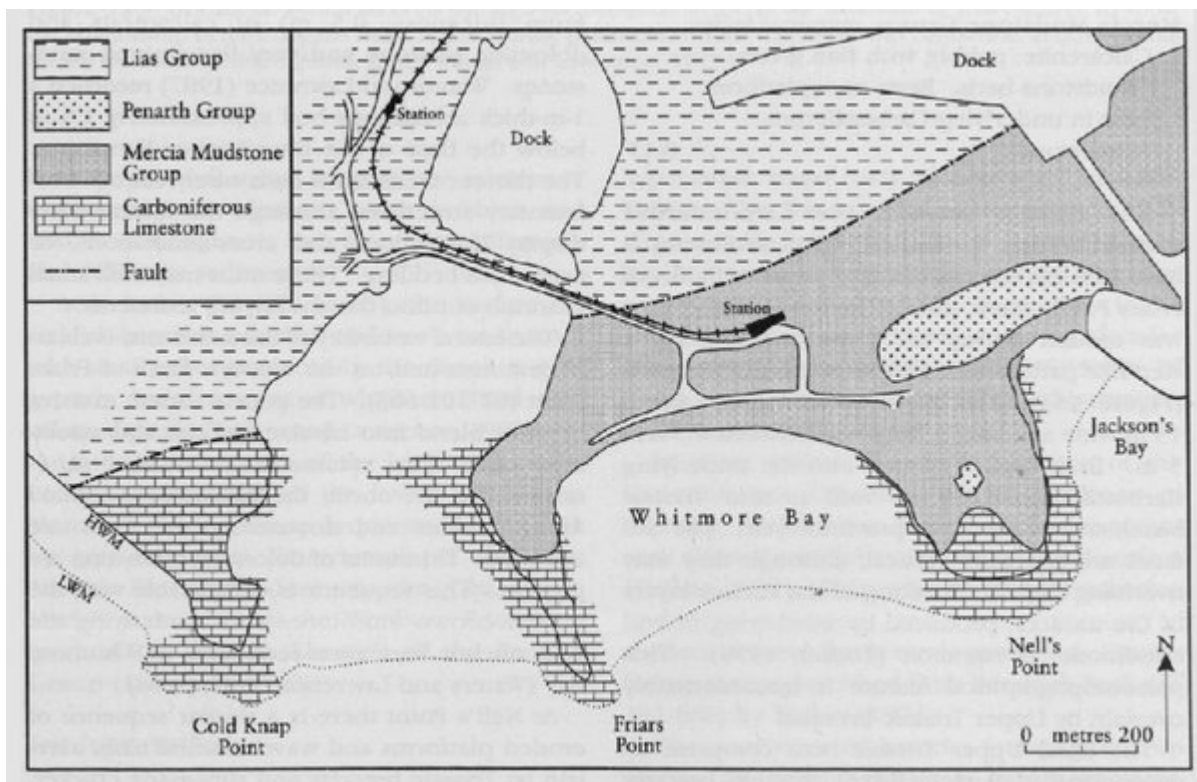 Lias Group
Penarth Group
Mercia Mudstone
Group
Carboniferous
Limestone
Fault
Station
Dock
Dock
Station
Jackson's
Bay
Whitmore Bay
HWM
LWM
Nell's
Point
N
Cold Knap
Point
Friars
Point
0 metres 200